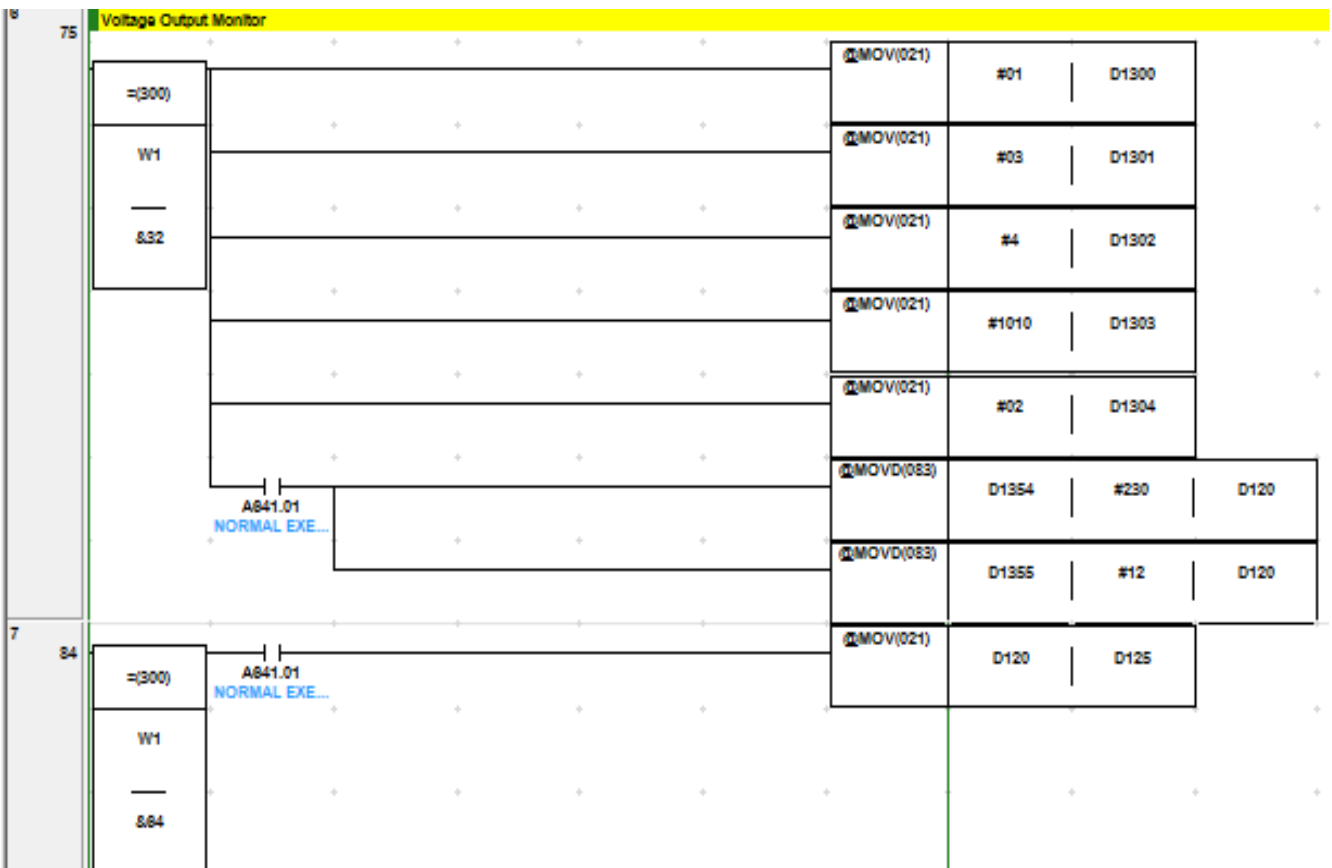 6
75
Voltage Output Monitor
=(300)
W1
&32
@MOV(021)
#01
D1300
@MOV(021)
#03
D1301
@MOV(021)
#4
D1302
@MOV(021)
#1010
D1303
@MOV(021)
#02
D1304
A641.01
NORMAL EXE...
@MOVD(083)
D1354
#230
D120
@MOVD(083)
D1355
#12
D120
7
84
=(300)
W1
&64
A641.01
NORMAL EXE...
@MOV(021)
D120
D125